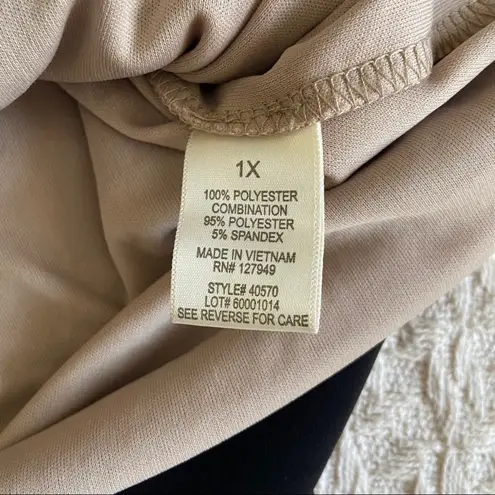 1X
100% POLYESTER
COMBINATION
95% POLYESTER
5% SPANDEX
MADE IN VIETNAM
RN# 127949
STYLE# 40570
LOT# 60001014
SEE REVERSE FOR CARE